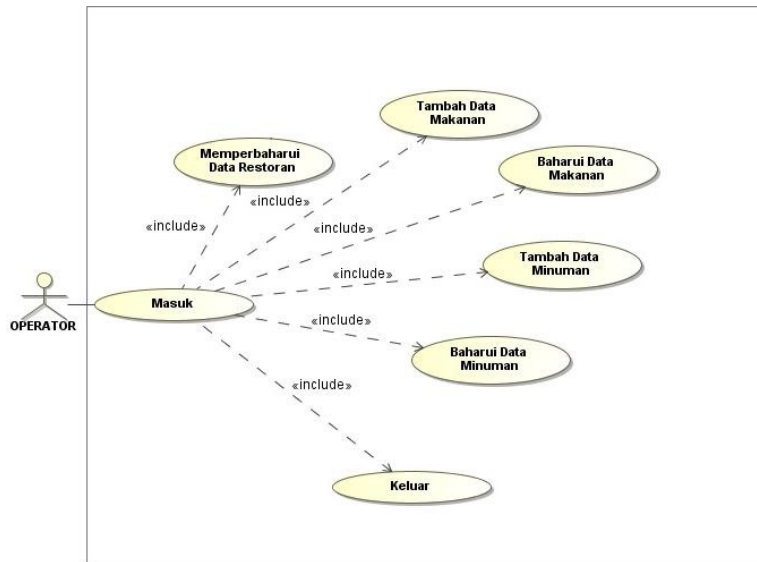 Tambah Data
Makanan
Memperbaharui
Data Restoran
Baharui Data
Makanan
«include»
«include»
«include»
Tambah Data
Minuman
«include»
Masuk
OPERATOR
«include»
Baharui Data
Minuman
«include»
Keluar